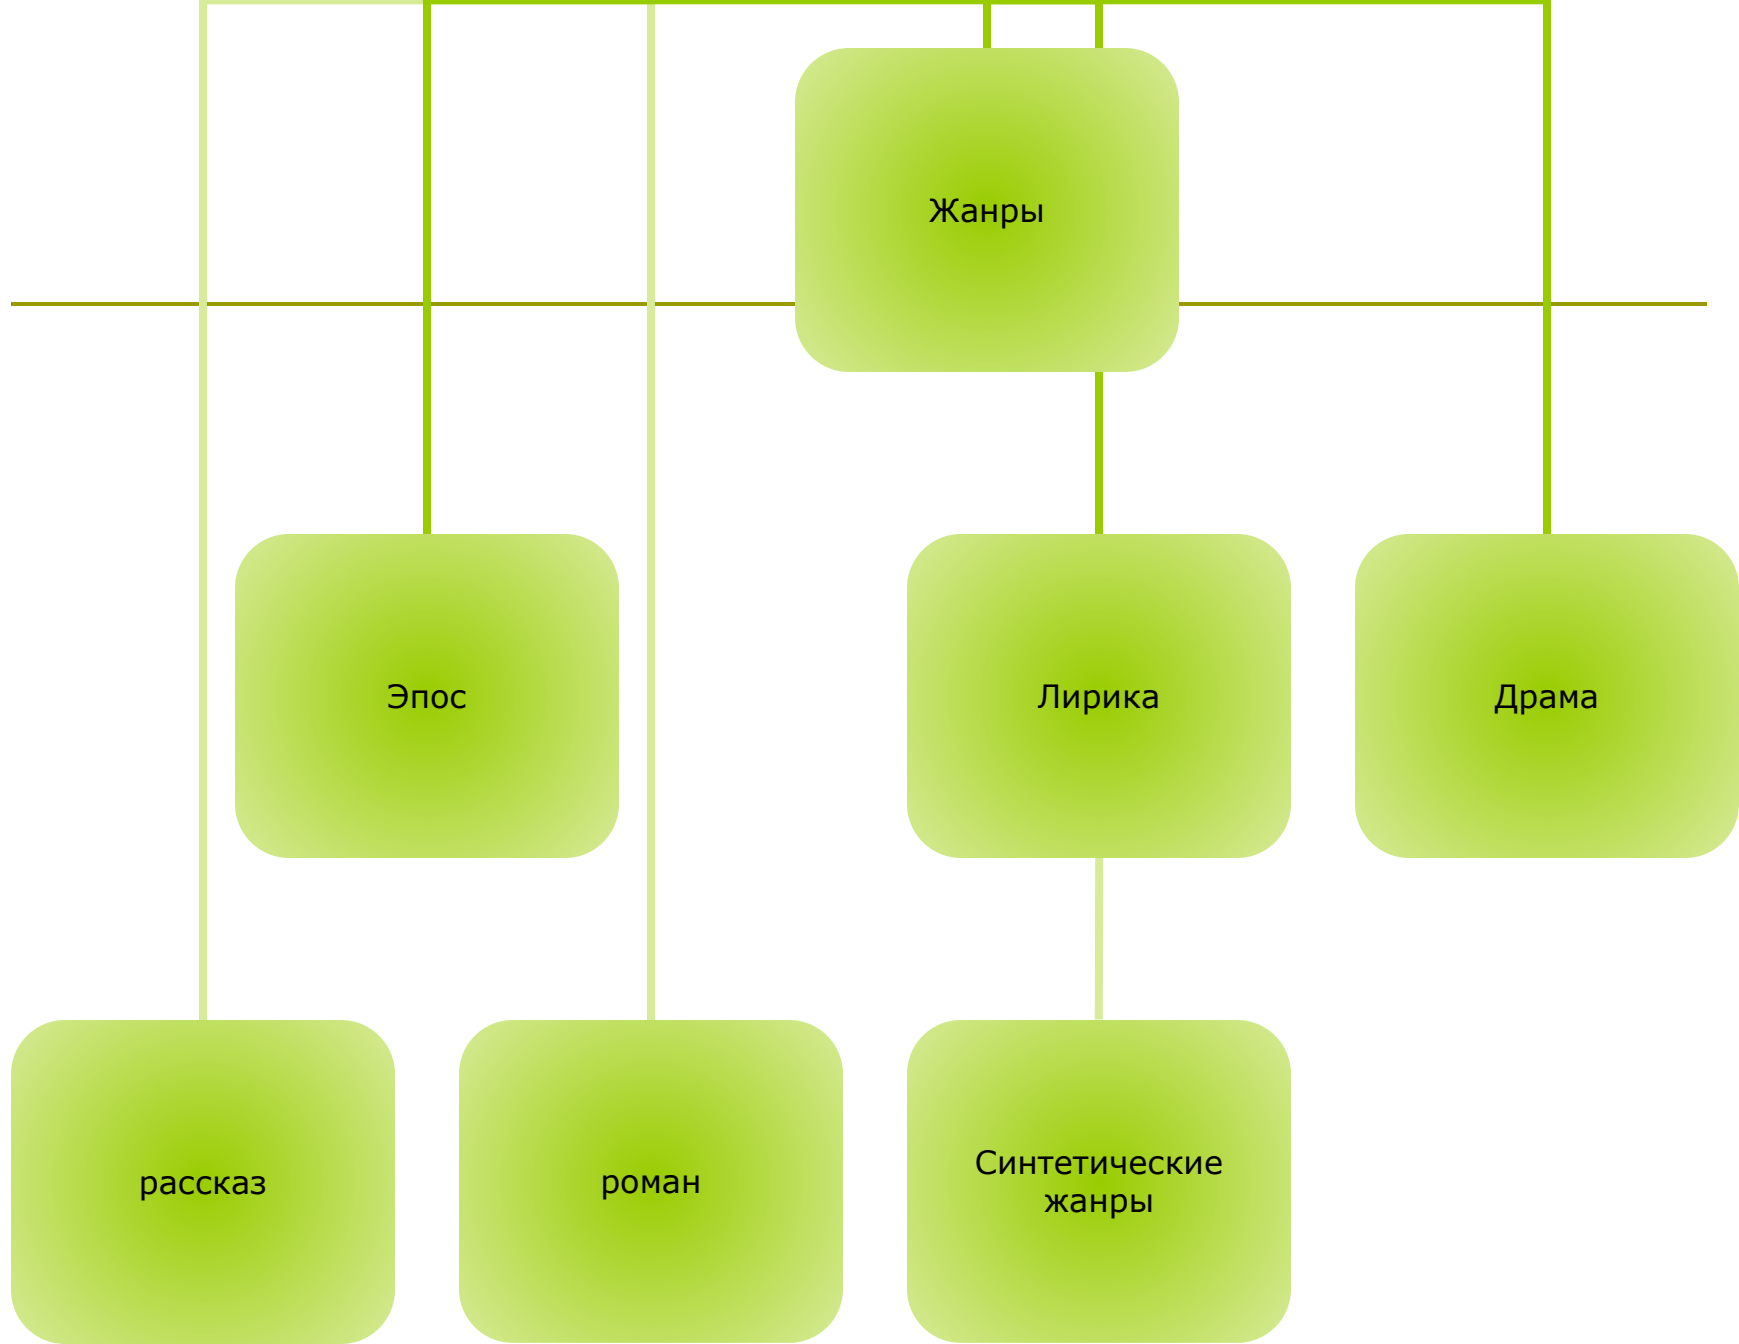 Жанры
Эпос
Лирика
Драма
рассказ
роман
Синтетические
жанры